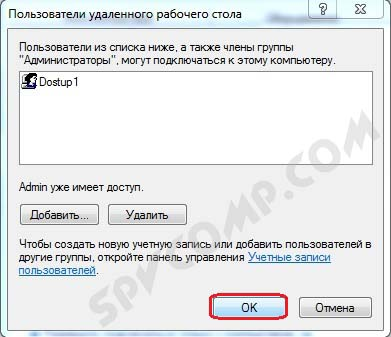 Пользователи удаленного рабочего стола
Пользователи из списка ниже, а также члены группы
"Администраторы", могут подключаться к этому компьютеру.
Dostup1
Admin уже имеет доступ.
Добавить...
Удалить
Чтобы создать новую учетную запись или добавить пользователей в
другие группы, откройте панель управления Учетные записи
пользователей.
OK
Отмена
SPYCOMP.COM